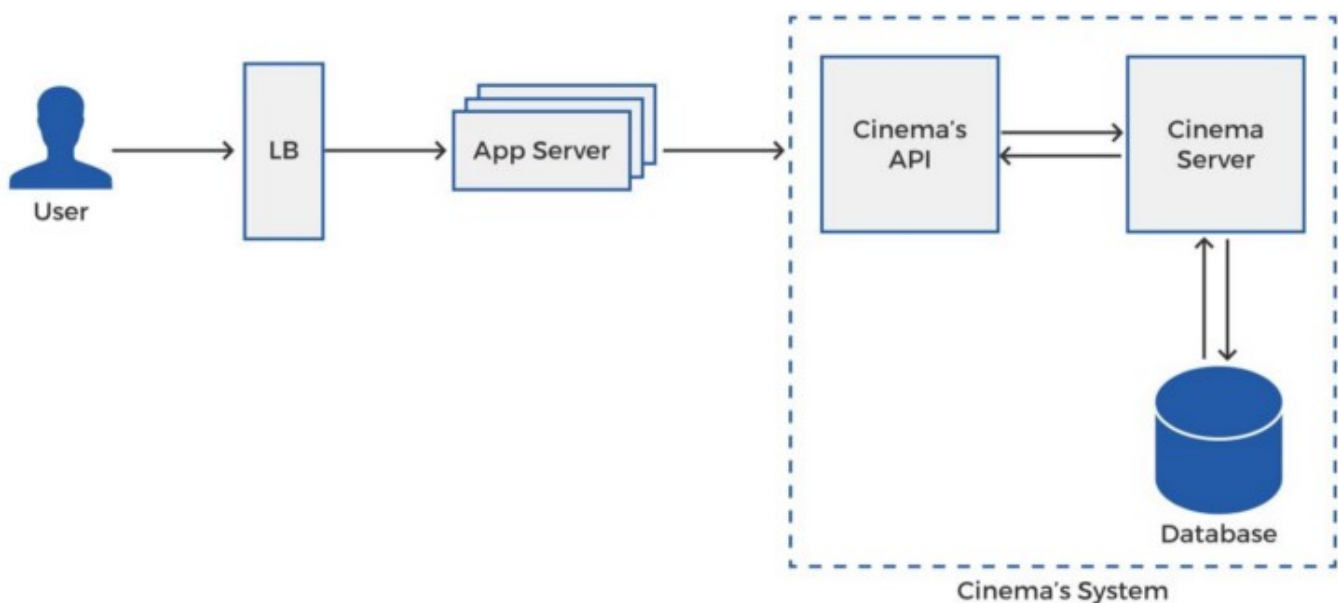 User
LB
App Server
Cinema's
API
Cinema
Server
Database
Cinema's System